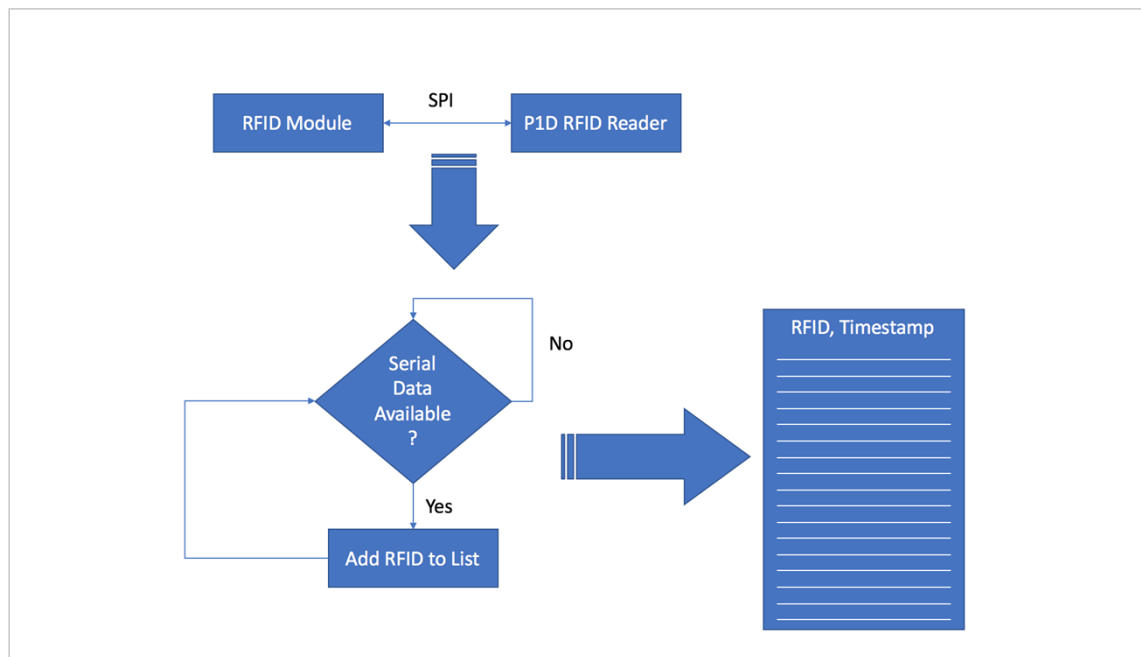 SPI
RFID Module
P1D RFID Reader
No
Serial
Data
Available
?
Yes
Add RFID to List
RFID, Timestamp